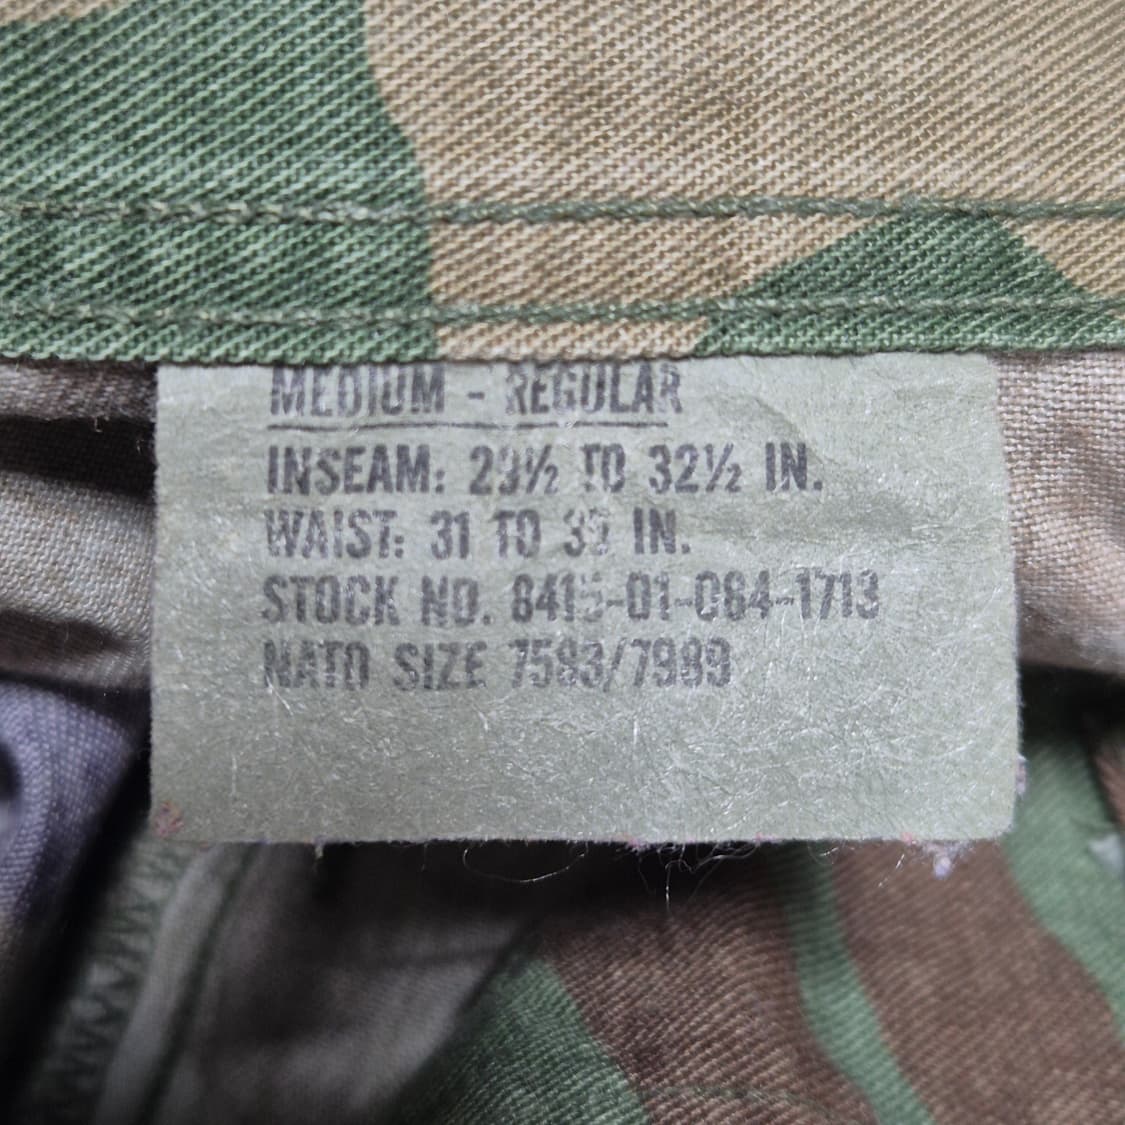 MEDIUM - REGULAR
INSEAM: 29½ TO 32½ IN.
WAIST: 31 TO 35 IN.
STOCK NO. 8415-01-084-1713
NATO SIZE 7583/7989